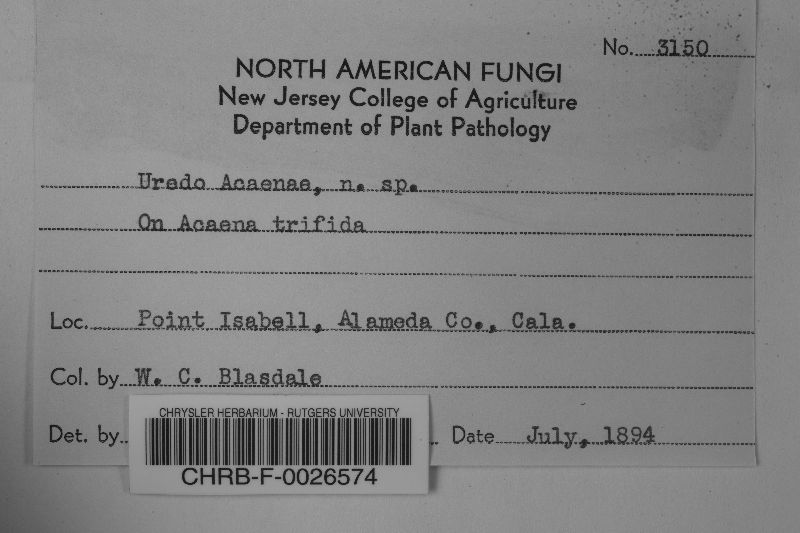 No. 3150
NORTH AMERICAN FUNGI
New Jersey College of Agriculture
Department of Plant Pathology
Uredo Acaenae, n. sp.
On Acaena trifida
Loc. Point Isabell, Alameda Co., Cala.
Col. by W. C. Blasdale
Det. by Date July, 1894
CHRYSLER HERBARIUM - RUTGERS UNIVERSITY
CHRB-F-0026574